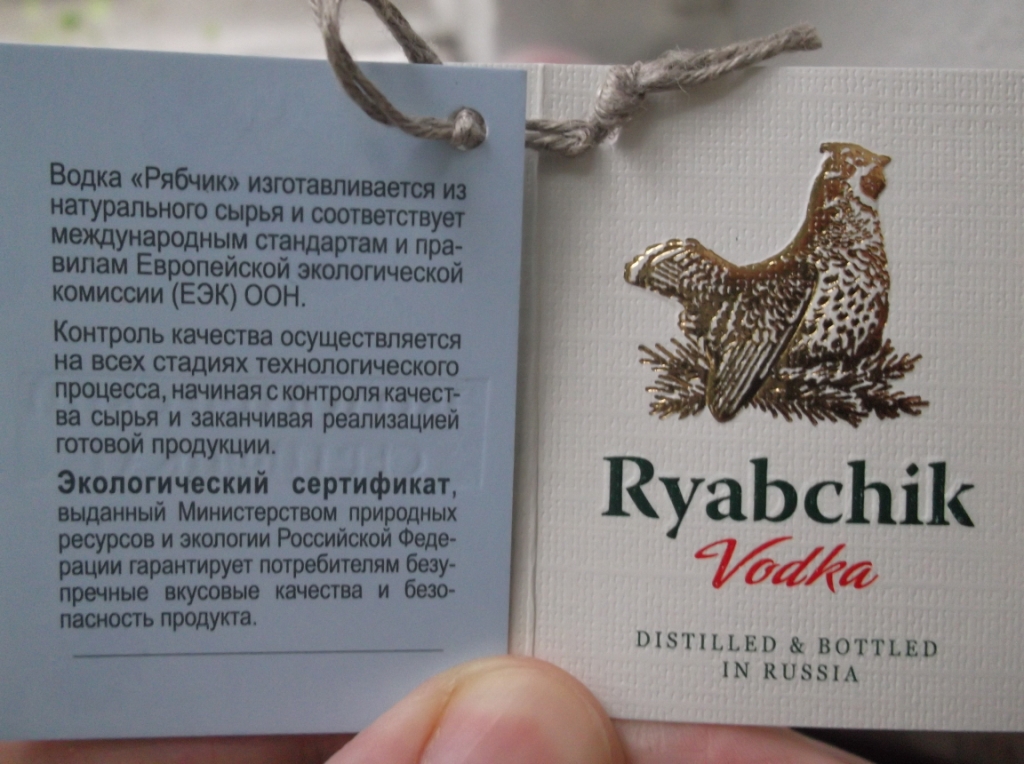 Водка «Рябчик» изготавливается из
натурального сырья и соответствует
международным стандартам и пра-
вилам Европейской экологической
комиссии (ЕЭК) ООН.
Контроль качества осуществляется
на всех стадиях технологического
процесса, начиная с контроля качест-
ва сырья и заканчивая реализацией
готовой продукции.
Экологический сертификат,
выданный Министерством природных
ресурсов и экологии Российской Феде-
рации гарантирует потребителям безу-
пречные вкусовые качества и безо-
пасность продукта.
Ryabchik
Vodka
DISTILLED & BOTTLED
IN RUSSIA